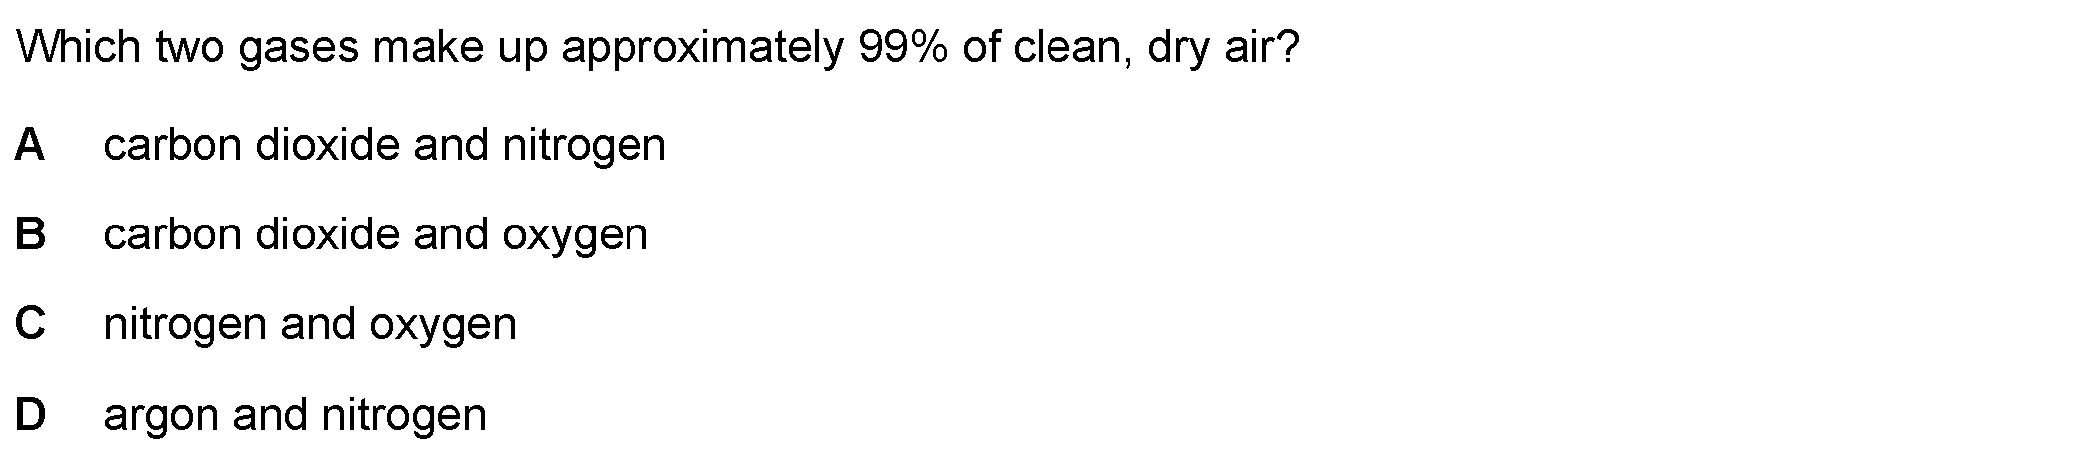 Which two gases make up approximately 99% of clean, dry air?
A carbon dioxide and nitrogen
B carbon dioxide and oxygen
C nitrogen and oxygen
D argon and nitrogen